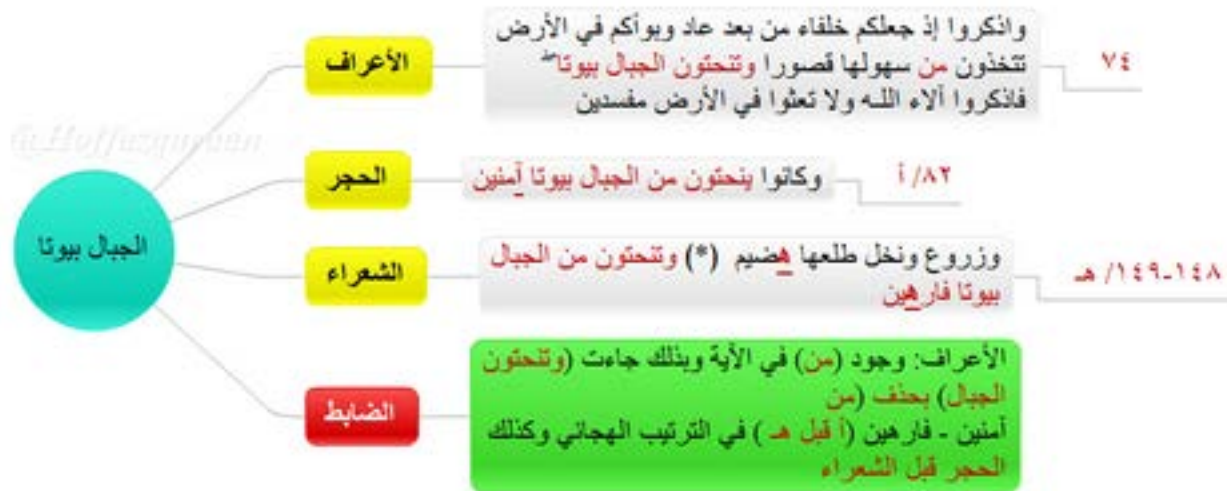 الجبال بيوتا
@Hoffazquraan
الأعراف
واذكروا إذ جعلكم خلفاء من بعد عاد وبوأكم في الأرض
تتخذون من سهولها قصورا وتنحتون الجبال بيوتا ۖ
فاذكروا آلاء اللـه ولا تعثوا في الأرض مفسدين
٧٤
الحجر
وكانوا ينحتون من الجبال بيوتا آمنين
٨٢/ أ
الشعراء
وزروع ونخل طلعها هضيم (*) وتنحتون من الجبال
بيوتا فارهين
١٤٨-١٤٩/ هـ
الضابط
الأعراف: وجود (من) في الآية وبذلك جاءت (وتنحتون
الجبال) بحذف (من
آمنين - فارهين (أ قبل هـ ) في الترتيب الهجائي وكذلك
الحجر قبل الشعراء